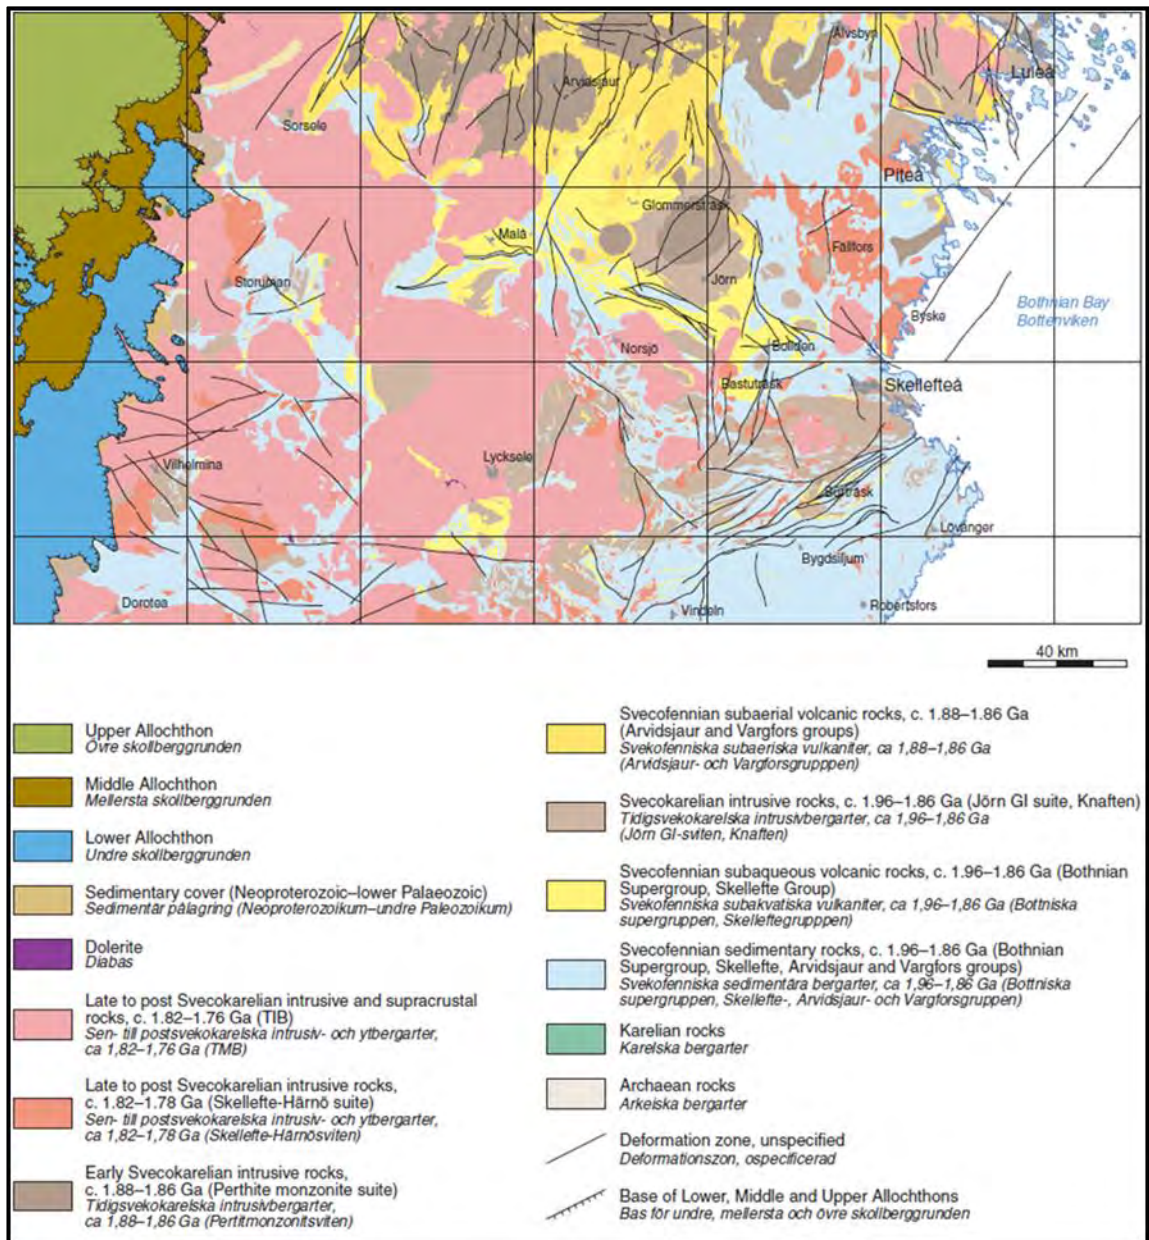 Älvsbyn
Luleå
Arvidsjaur
Sorsele
Piteå
Glommersträsk
Malå
Fällfors
Storuman
Jörn
Bothnian Bay
Bottenviken
Byske
Norsjö
Boliden
Bastuträsk
Skellefteå
Vilhelmina
Lycksele
Burträsk
Lövånger
Bygdsiljum
Dorotea
Vindeln
Robertsfors
40 km
Upper Allochthon
Övre skollberggrunden
Middle Allochthon
Mellersta skollberggrunden
Lower Allochthon
Undre skollberggrunden
Sedimentary cover (Neoproterozoic–lower Palaeozoic)
Sedimentär pålagring (Neoproterozoikum–undre Paleozoikum)
Dolerite
Diabas
Late to post Svecokarelian intrusive and supracrustal
rocks, c. 1.82–1.76 Ga (TIB)
Sen- till postsvekokarelska intrusiv- och ytbergarter,
ca 1,82–1,76 Ga (TMB)
Late to post Svecokarelian intrusive rocks,
c. 1.82–1.78 Ga (Skellefte-Härnö suite)
Sen- till postsvekokarelska intrusiv- och ytbergarter,
ca 1,82–1,78 Ga (Skellefte-Härnösviten)
Early Svecokarelian intrusive rocks,
c. 1.88–1.86 Ga (Perthite monzonite suite)
Tidigsvekokarelska intrusivbergarter,
ca 1,88–1,86 Ga (Pertitmonzonitsviten)
Svecofennian subaerial volcanic rocks, c. 1.88–1.86 Ga
(Arvidsjaur and Vargfors groups)
Svekofenniska subaeriska vulkaniter, ca 1,88–1,86 Ga
(Arvidsjaur- och Vargforsgrupppen)
Svecokarelian intrusive rocks, c. 1.96–1.86 Ga (Jörn GI suite, Knaften)
Tidigsvekokarelska intrusivbergarter, ca 1,96–1,86 Ga
(Jörn GI-sviten, Knaften)
Svecofennian subaqueous volcanic rocks, c. 1.96–1.86 Ga (Bothnian
Supergroup, Skellefte Group)
Svekofenniska subakvatiska vulkaniter, ca 1,96–1,86 Ga (Bottniska
supergruppen, Skelleftegrupppen)
Svecofennian sedimentary rocks, c. 1.96–1.86 Ga (Bothnian
Supergroup, Skellefte, Arvidsjaur and Vargfors groups)
Svekofenniska sedimentära bergarter, ca 1,96–1,86 Ga (Bottniska
supergruppen, Skellefte-, Arvidsjaur- och Vargforsgruppen)
Karelian rocks
Karelska bergarter
Archaean rocks
Arkeiska bergarter
Deformation zone, unspecified
Deformationszon, ospecificerad
Base of Lower, Middle and Upper Allochthons
Bas för undre, mellersta och övre skollberggrunden